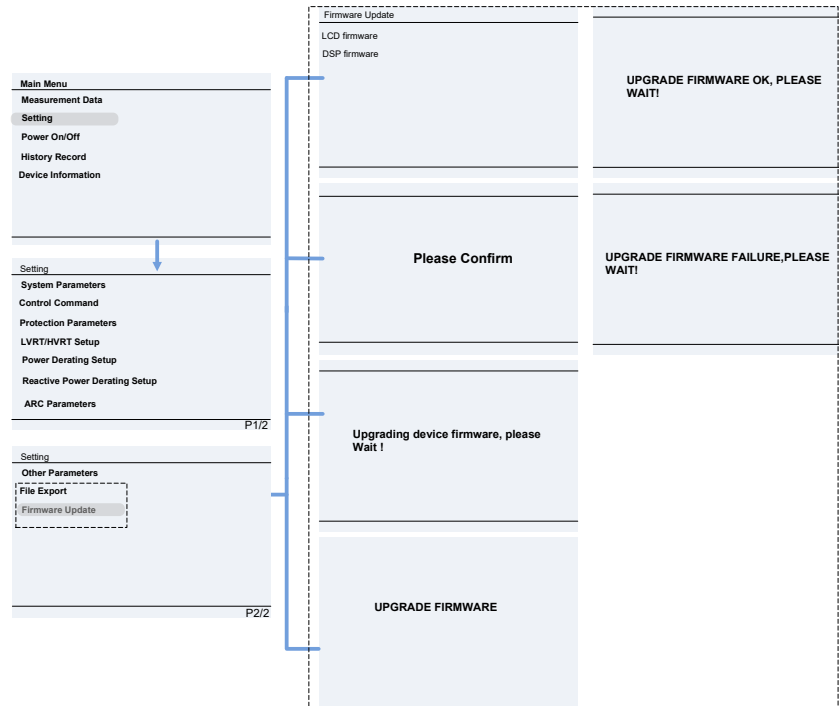 Main Menu
Measurement Data
Setting
Power On/Off
History Record
Device Information
Setting
System Parameters
Control Command
Protection Parameters
LVRT/HVRT Setup
Power Derating Setup
Reactive Power Derating Setup
ARC Parameters
P1/2
Setting
Other Parameters
File Export
Firmware Update
P2/2
Firmware Update
LCD firmware
DSP firmware
Please Confirm
Upgrading device firmware, please
Wait !
UPGRADE FIRMWARE
UPGRADE FIRMWARE OK, PLEASE
WAIT!
UPGRADE FIRMWARE FAILURE,PLEASE
WAIT!